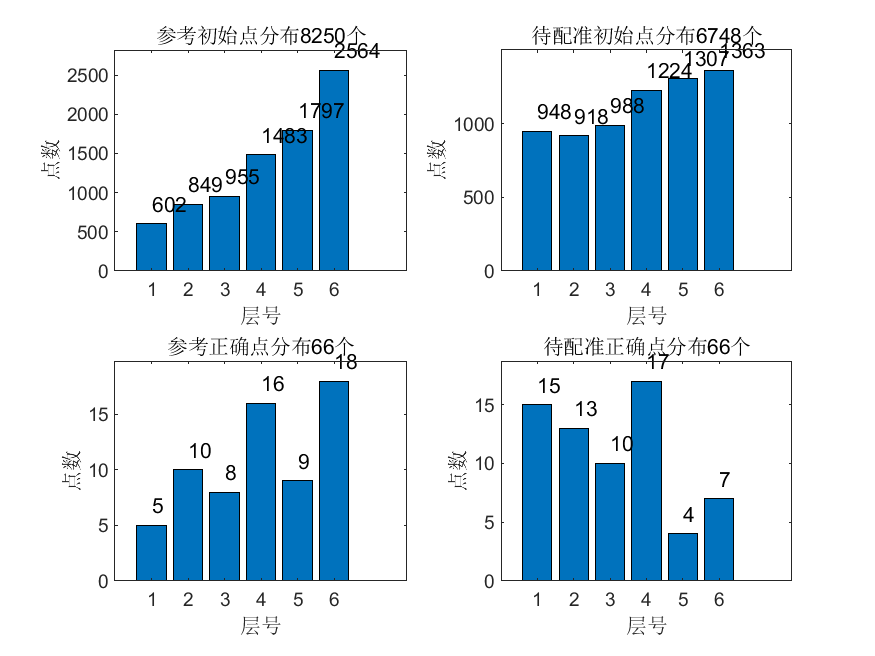 参考初始点分布8250个
点数
2500
2000
1500
1000
500
0
602
849
955
1483
1797
2564
1 2 3 4 5 6
层号
待配准初始点分布6748个
点数
1000
500
0
948
918
988
1224
1307
1363
1 2 3 4 5 6
层号
参考正确点分布66个
点数
15
10
5
0
5
10
8
16
9
18
1 2 3 4 5 6
层号
待配准正确点分布66个
点数
15
10
5
0
15
13
10
17
4
7
1 2 3 4 5 6
层号